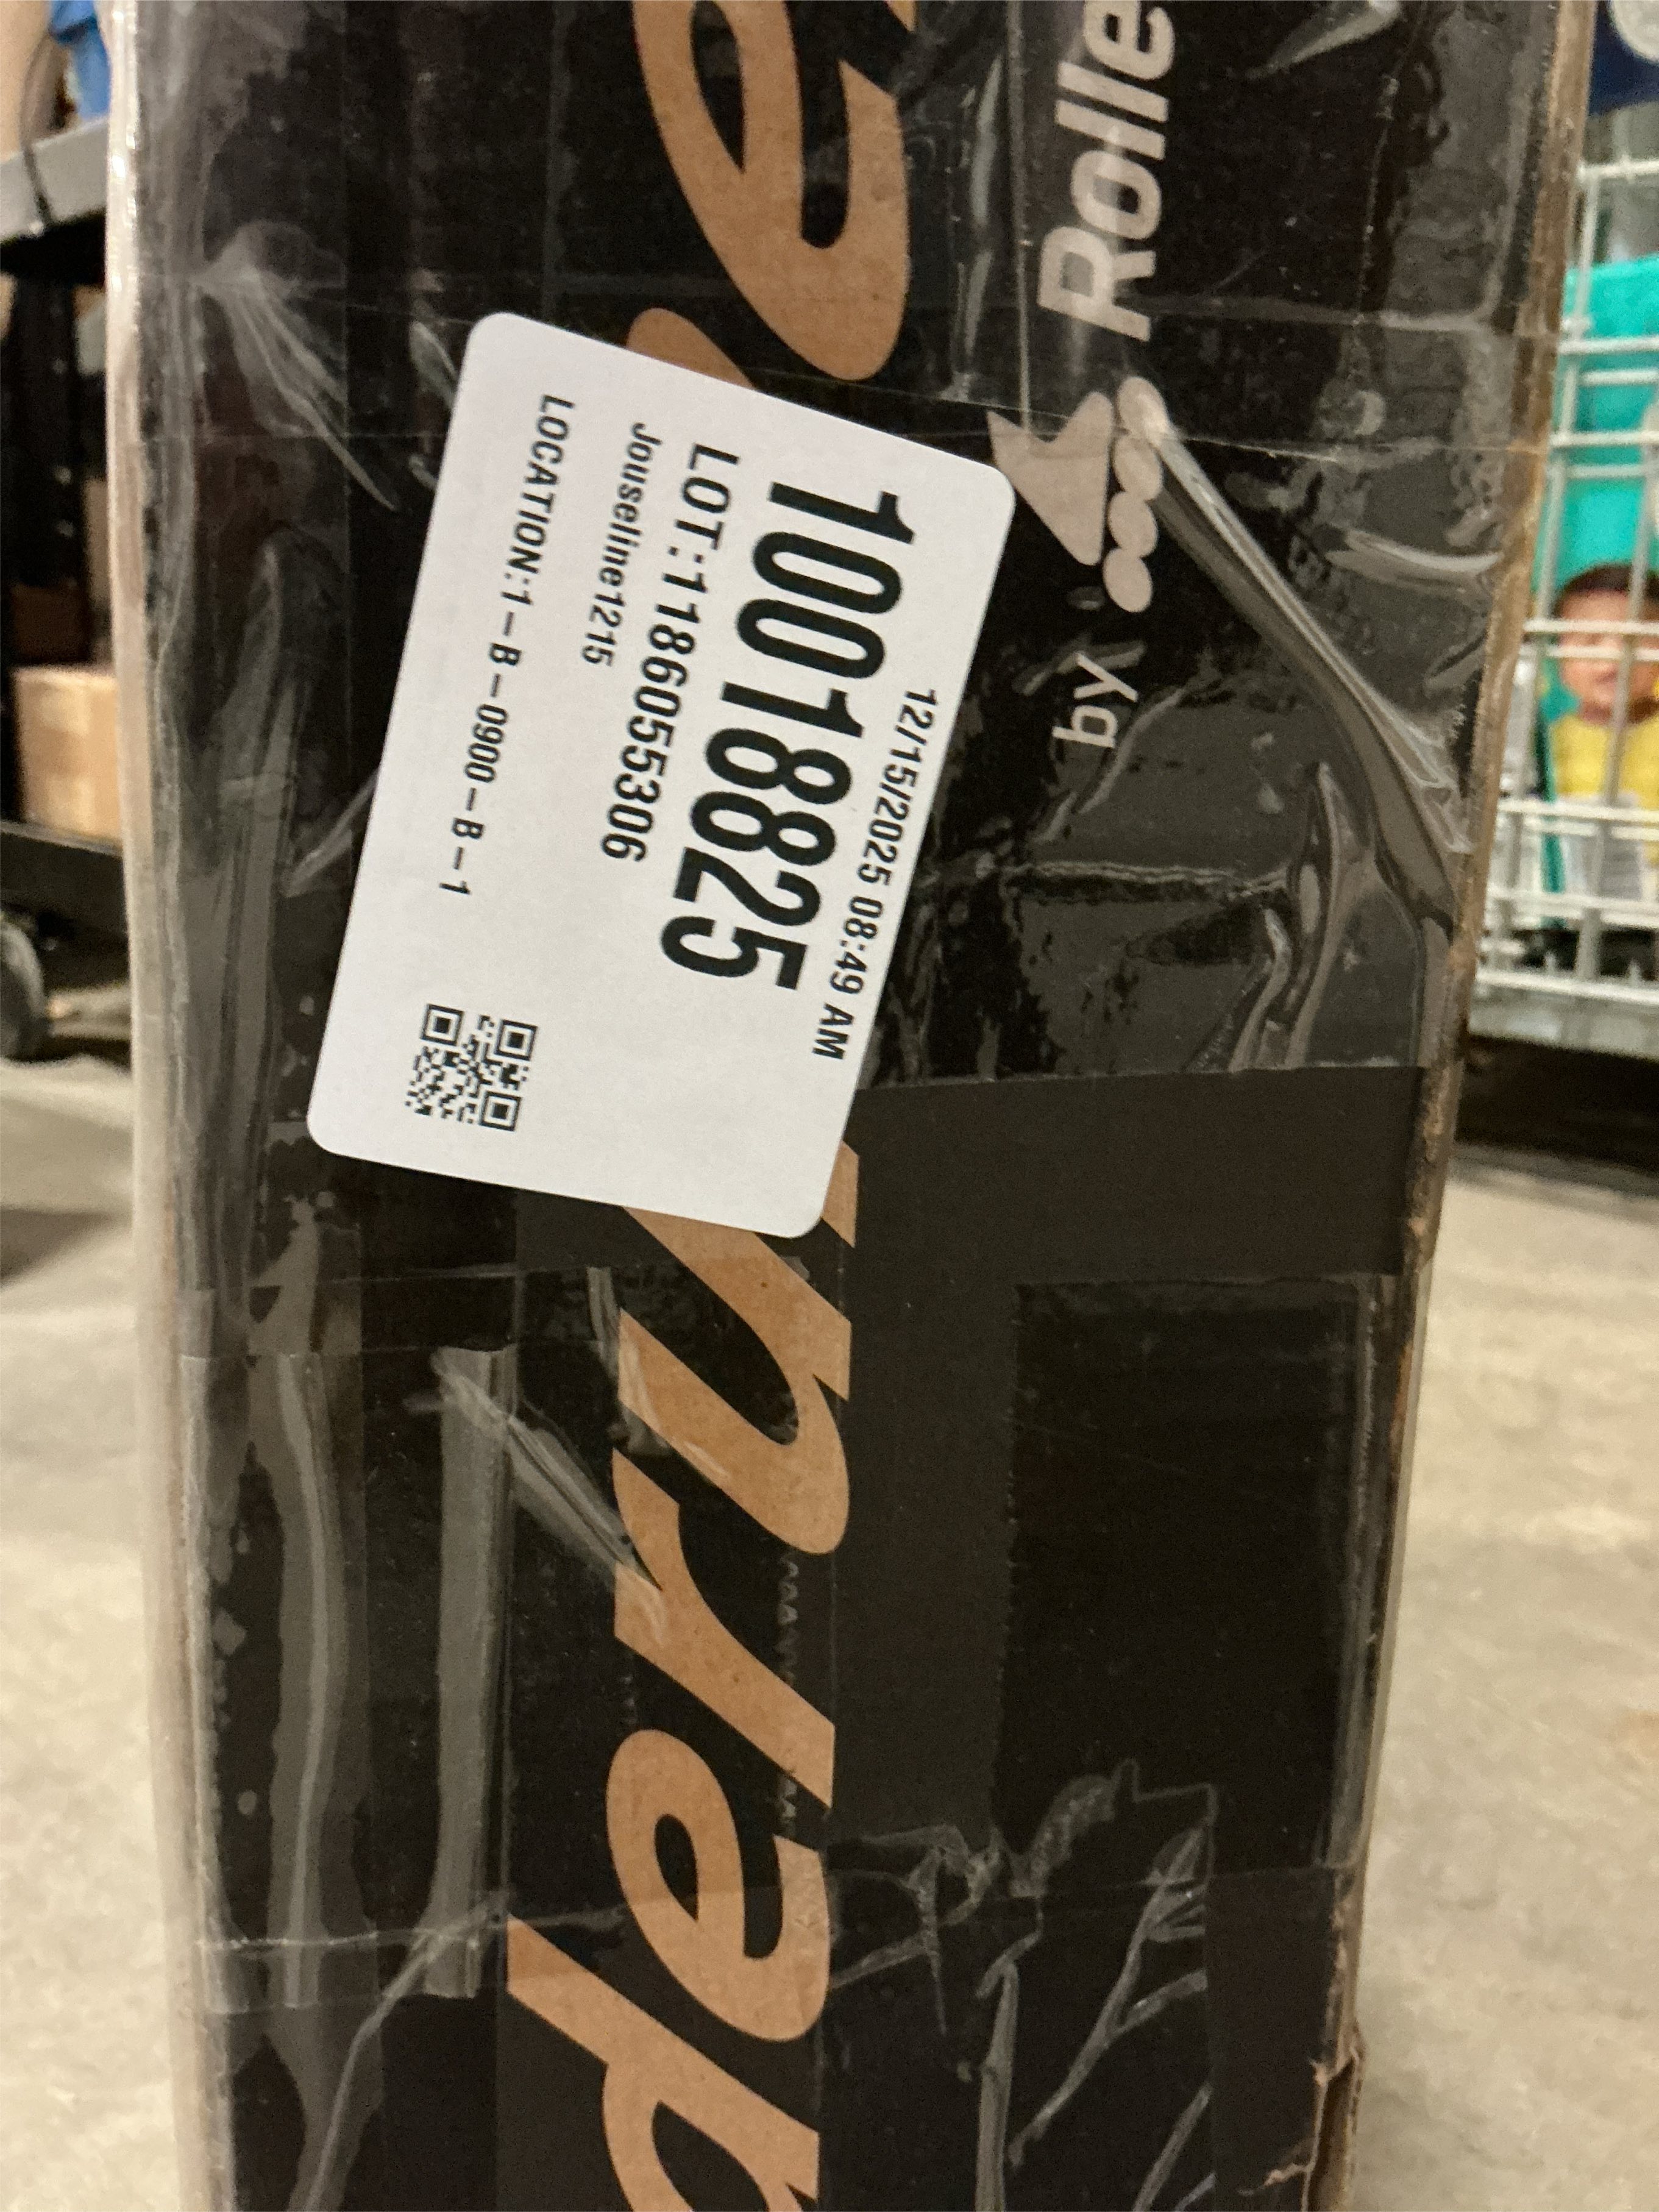 12/15/2025 08:49 AM
10018825
LOT:1186055306
Jouseline1215
LOCATION:1-B-0900-B-1
by Rolle